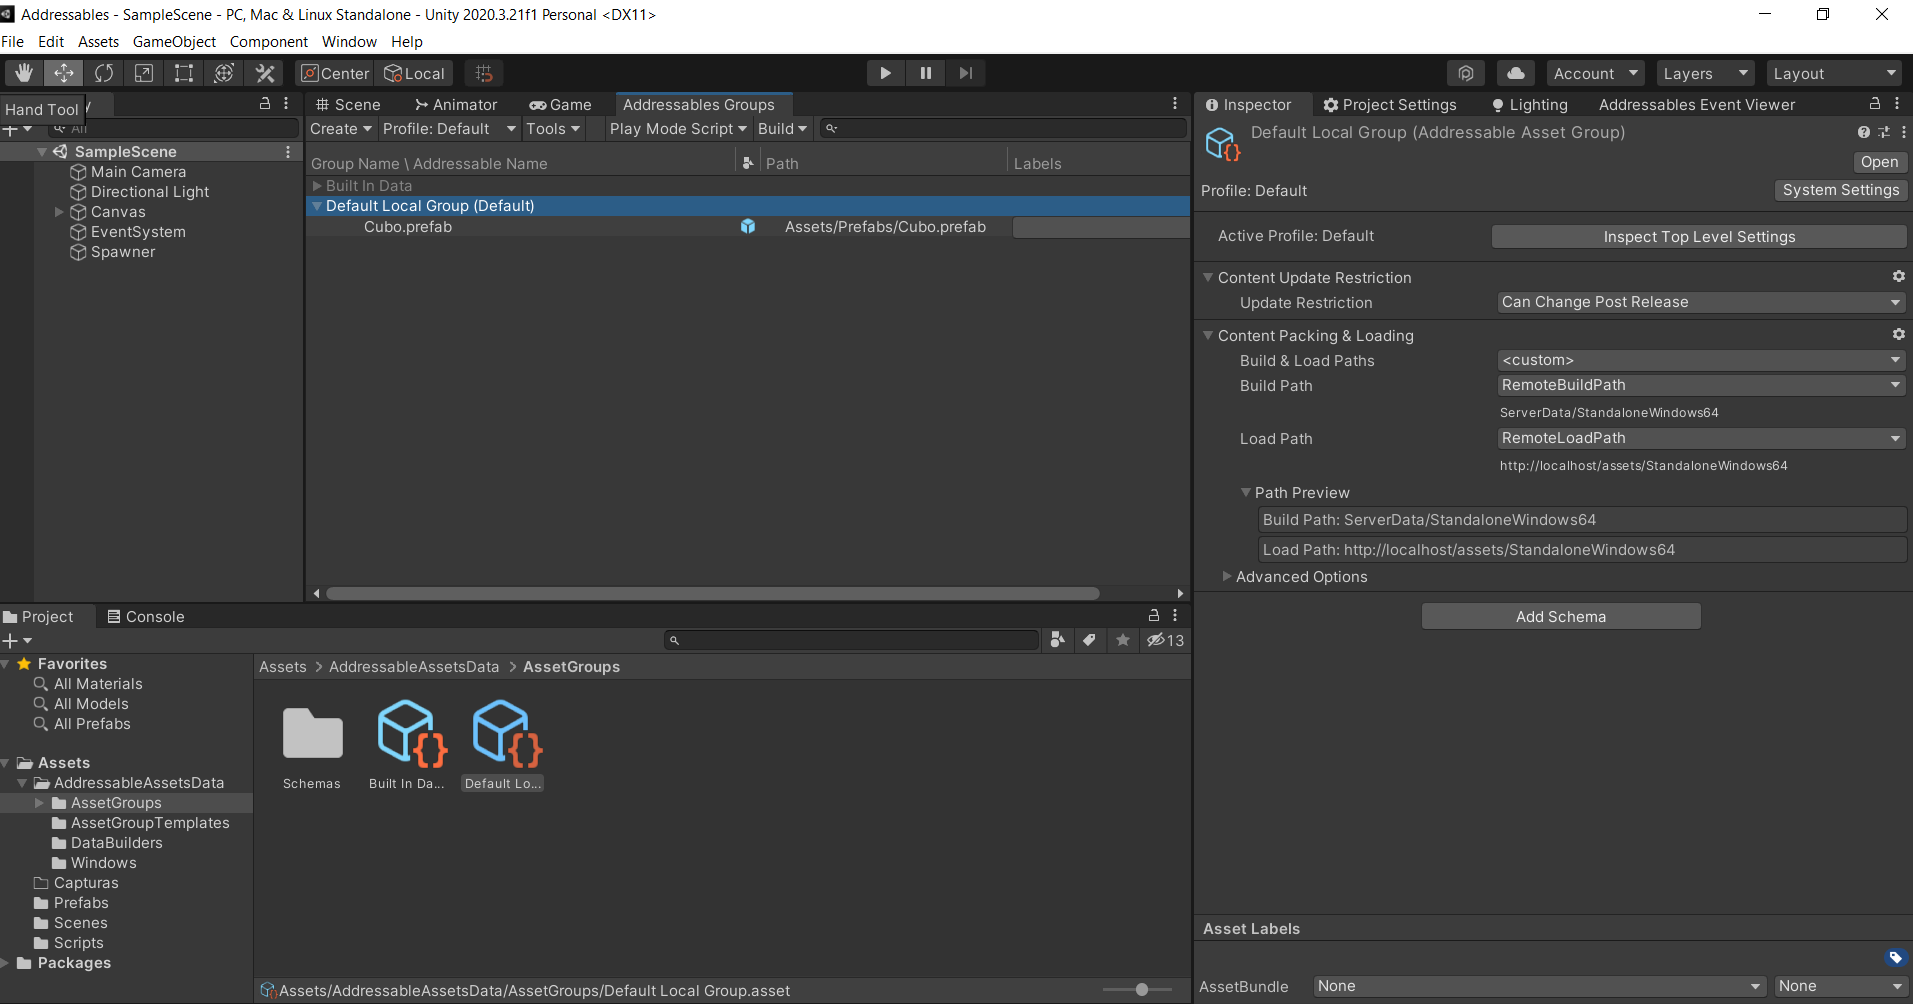 Addressables - SampleScene - PC, Mac & Linux Standalone - Unity 2020.3.21f1 Personal <DX11>
File Edit Assets GameObject Component Window Help
Center Local Account Layers Layout
Hand Tool
All
SampleScene
Main Camera
Directional Light
Canvas
EventSystem
Spawner
Scene Animator Game Addressables Groups
Create Profile: Default Tools Play Mode Script Build
Group Name \ Addressable Name Path Labels
Built In Data
Default Local Group (Default)
Cubo.prefab Assets/Prefabs/Cubo.prefab
Inspector Project Settings Lighting Addressables Event Viewer
Default Local Group (Addressable Asset Group)
Open
Profile: Default System Settings
Active Profile: Default Inspect Top Level Settings
Content Update Restriction
Update Restriction Can Change Post Release
Content Packing & Loading
Build & Load Paths <custom>
Build Path RemoteBuildPath
ServerData/StandaloneWindows64
Load Path RemoteLoadPath
http://localhost/assets/StandaloneWindows64
Path Preview
Build Path: ServerData/StandaloneWindows64
Load Path: http://localhost/assets/StandaloneWindows64
Advanced Options
Add Schema
Asset Labels
AssetBundle None None
Project Console
13
Favorites
All Materials
All Models
All Prefabs
Assets
AddressableAssetsData
AssetGroups
AssetGroupTemplates
DataBuilders
Windows
Capturas
Prefabs
Scenes
Scripts
Packages
Assets > AddressableAssetsData > AssetGroups
Schemas Built In Da... Default Lo...
Assets/AddressableAssetsData/AssetGroups/Default Local Group.asset